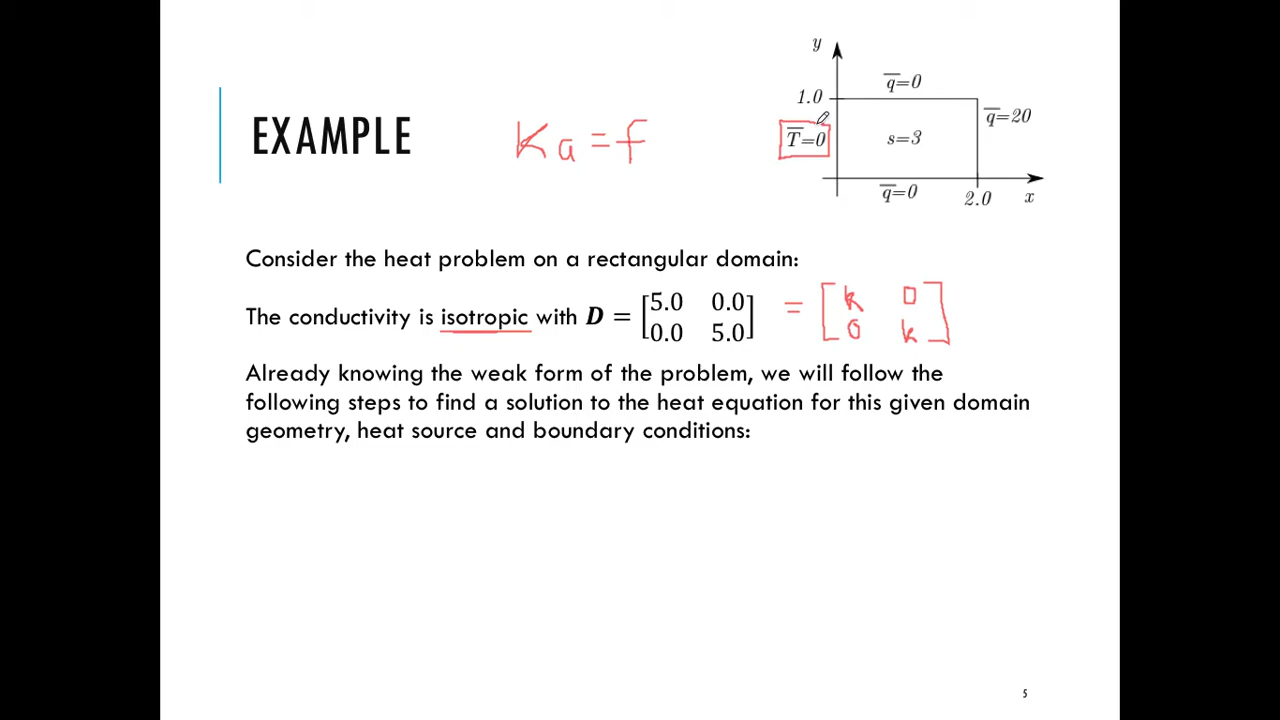 EXAMPLE
Ka=f
y
1.0
q̅=0
q̅=20
T̅=0
s=3
q̅=0
2.0
x
Consider the heat problem on a rectangular domain:
The conductivity is isotropic with D = [5.0 0.0
0.0 5.0] = [k 0
0 k]
Already knowing the weak form of the problem, we will follow the
following steps to find a solution to the heat equation for this given domain
geometry, heat source and boundary conditions:
5